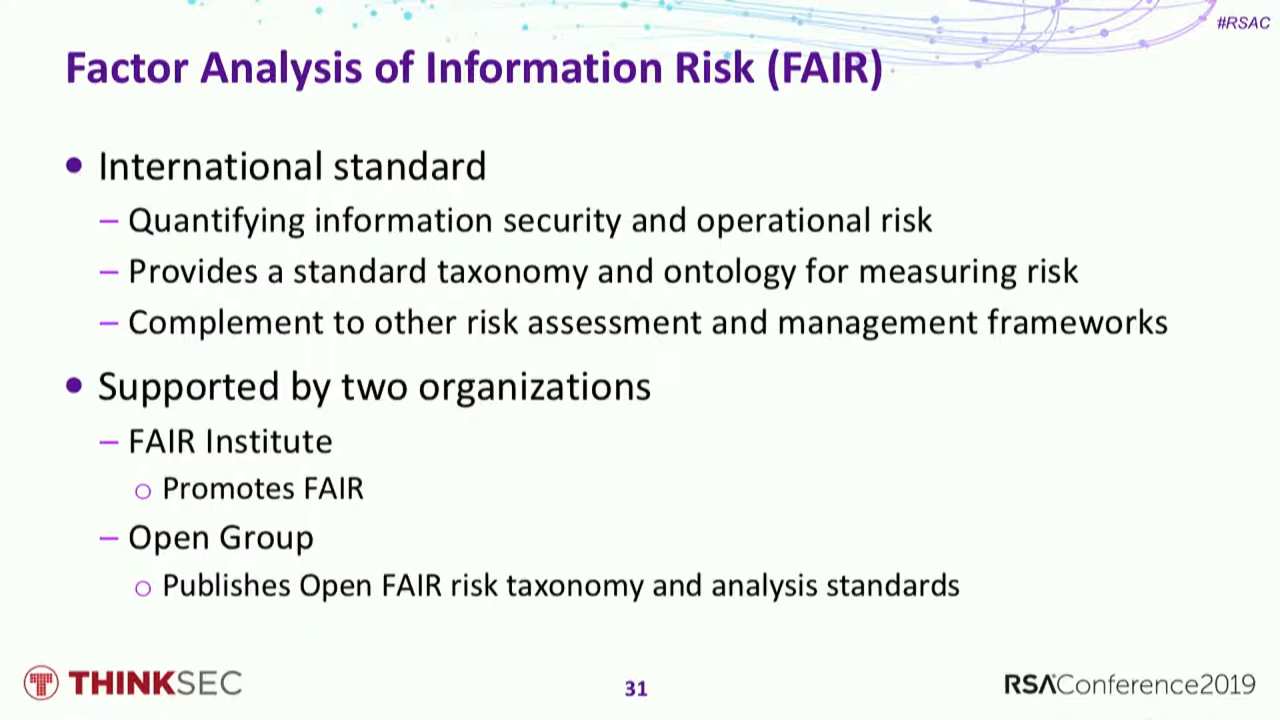 #RSAC
Factor Analysis of Information Risk (FAIR)
• International standard
– Quantifying information security and operational risk
– Provides a standard taxonomy and ontology for measuring risk
– Complement to other risk assessment and management frameworks
• Supported by two organizations
– FAIR Institute
○ Promotes FAIR
– Open Group
○ Publishes Open FAIR risk taxonomy and analysis standards
THINKSEC
31
RSAConference2019